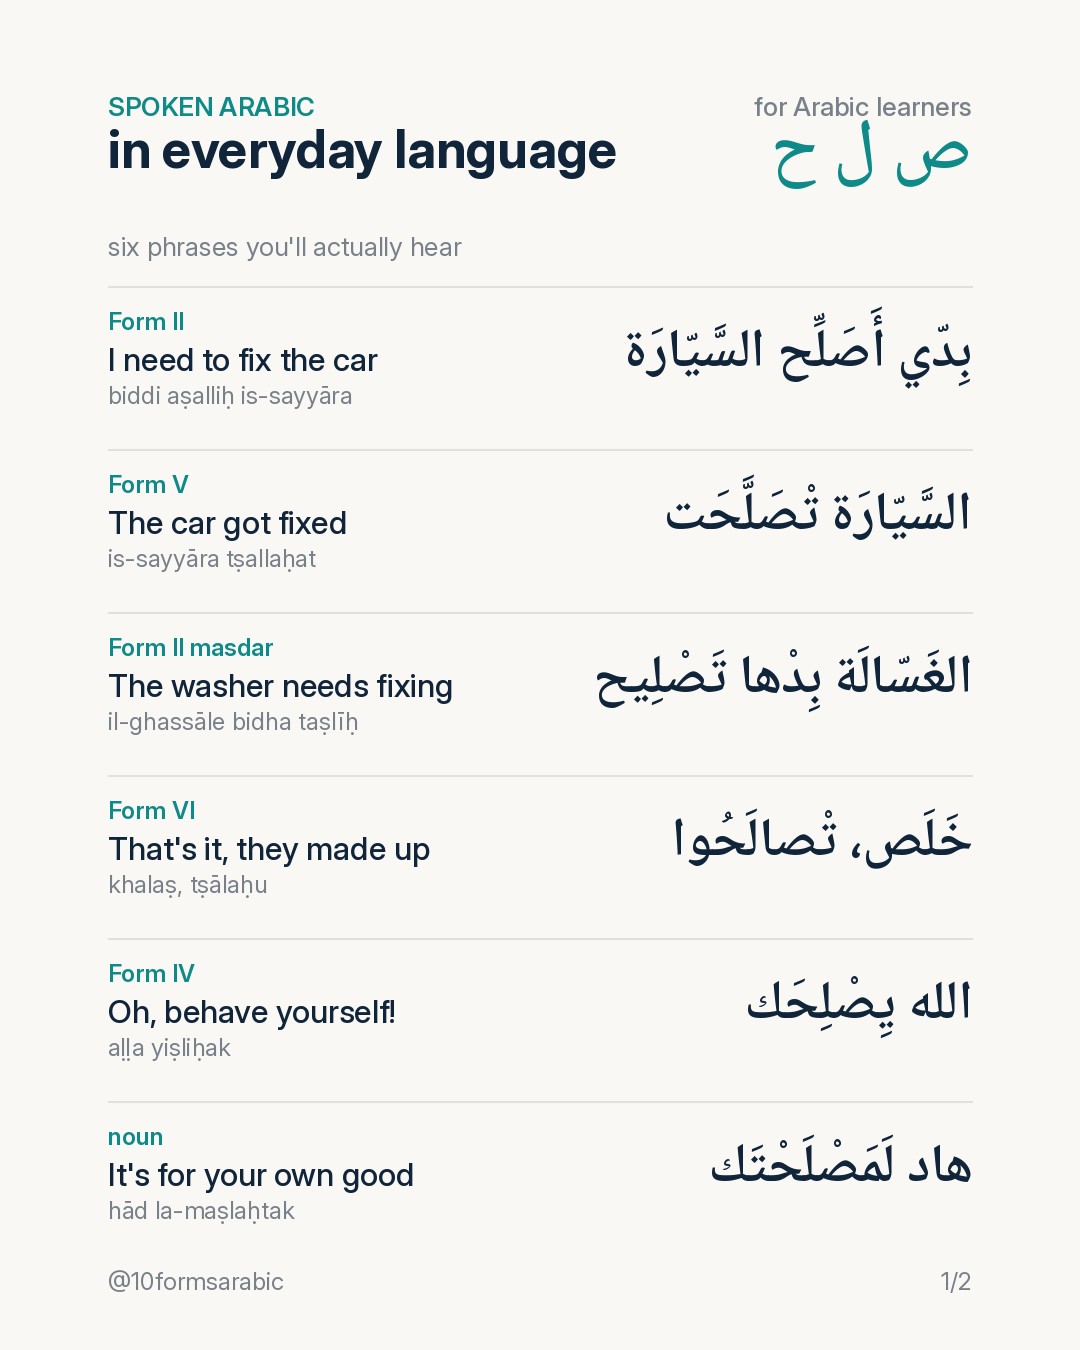 SPOKEN ARABIC
for Arabic learners
in everyday language
ص ل ح
six phrases you'll actually hear
Form II
I need to fix the car
biddi aṣalliḥ is-sayyāra
بِدّي أَصَلِّح السَّيّارَة
Form V
The car got fixed
is-sayyāra tṣallaḥat
السَّيّارَة تْصَلَّحَت
Form II masdar
The washer needs fixing
il-ghassāle bidha taṣlīḥ
الغَسّالَة بِدْها تَصْلِيح
Form VI
That's it, they made up
khalaṣ, tṣālaḥu
خَلَص، تْصالَحُوا
Form IV
Oh, behave yourself!
aḷḷa yiṣliḥak
الله يِصْلِحَك
noun
It's for your own good
hād la-maṣlaḥtak
هاد لَمَصْلَحْتَك
@10formsarabic
1/2